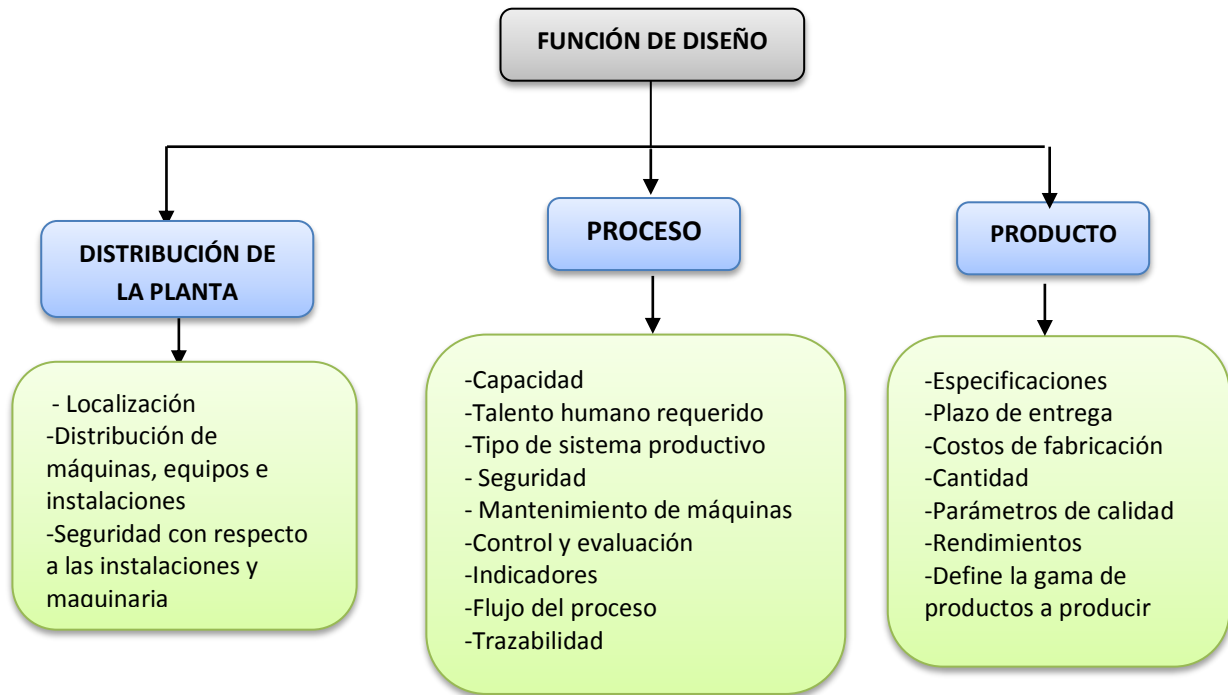 FUNCIÓN DE DISEÑO
DISTRIBUCIÓN DE
LA PLANTA
- Localización
-Distribución de
máquinas, equipos e
instalaciones
-Seguridad con respecto
a las instalaciones y
maquinaria
PROCESO
-Capacidad
-Talento humano requerido
-Tipo de sistema productivo
- Seguridad
- Mantenimiento de máquinas
-Control y evaluación
-Indicadores
-Flujo del proceso
-Trazabilidad
PRODUCTO
-Especificaciones
-Plazo de entrega
-Costos de fabricación
-Cantidad
-Parámetros de calidad
-Rendimientos
-Define la gama de
productos a producir